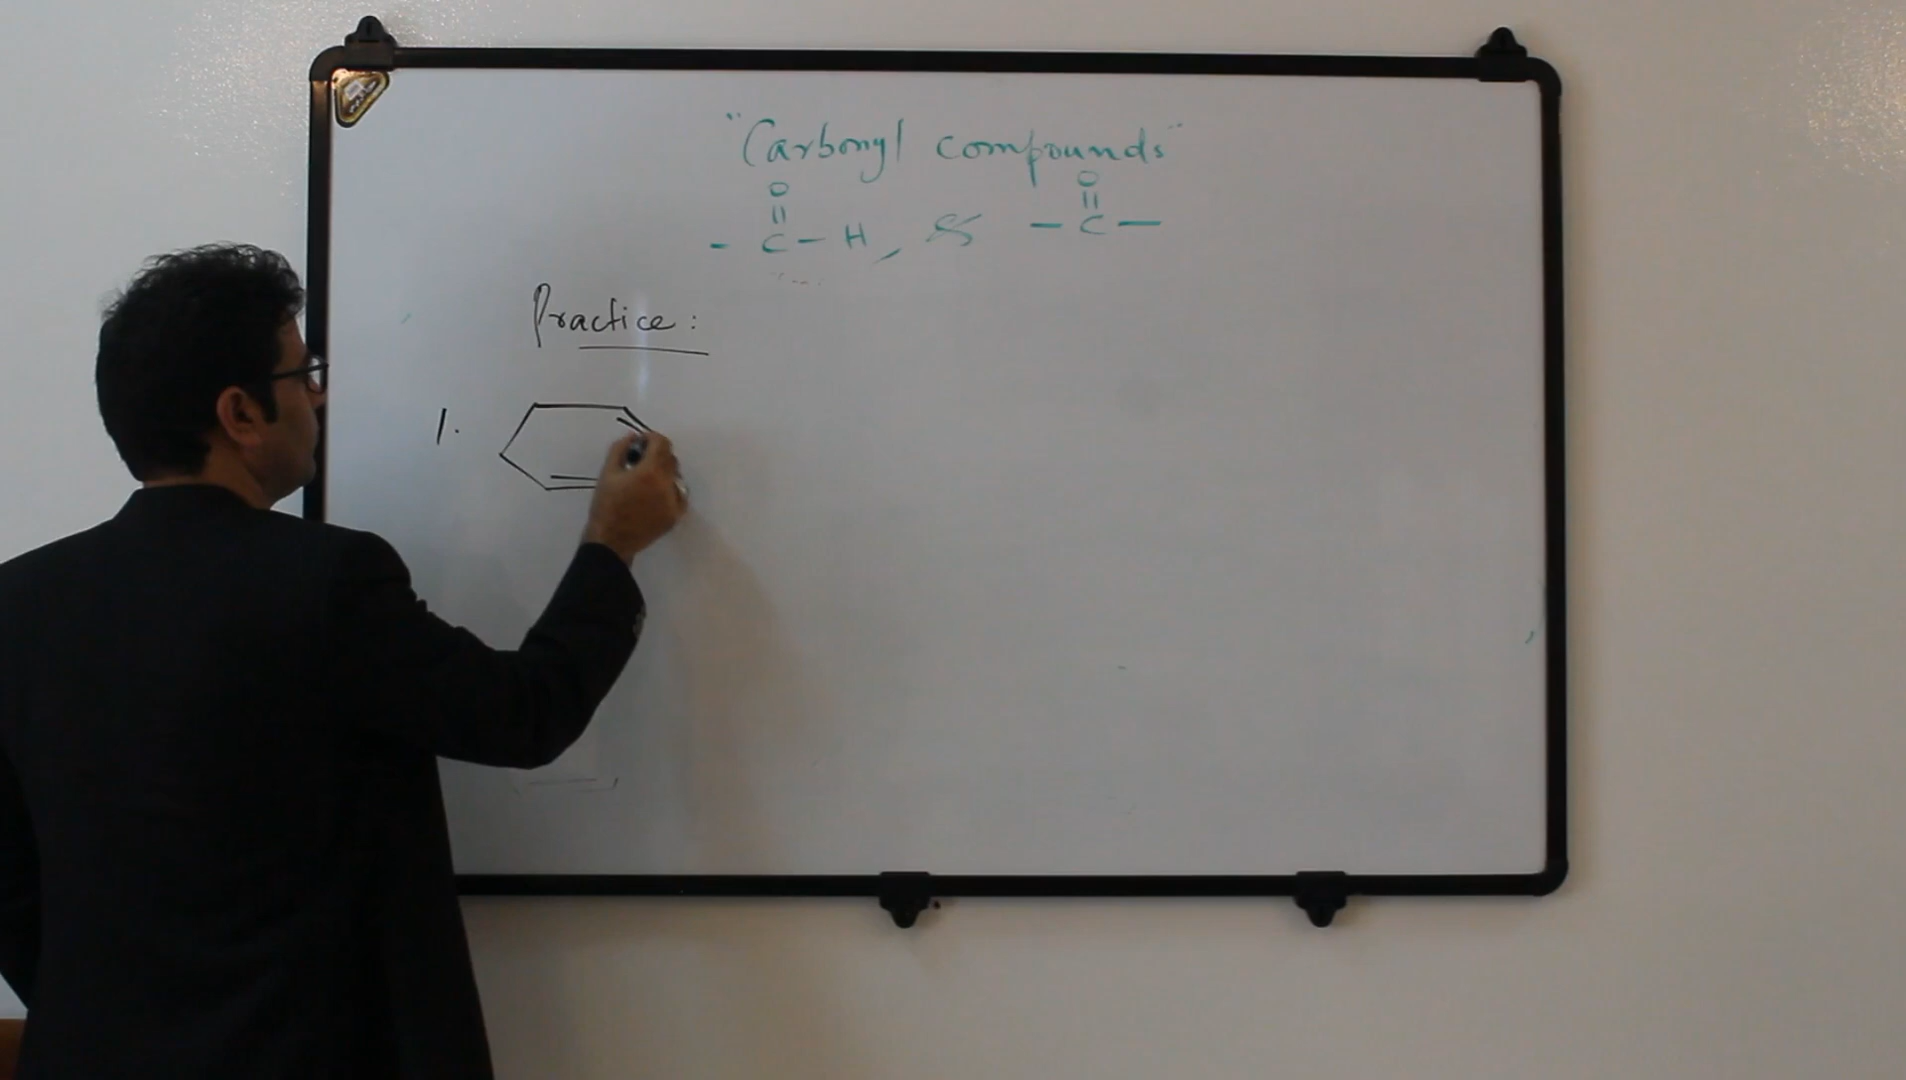 "Carbonyl compounds"
O O
|| ||
- C - H, & - C -
Practice:
1.